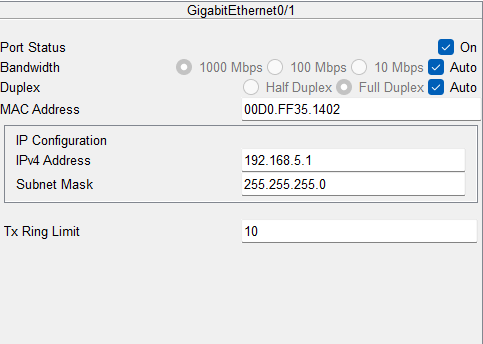 GigabitEthernet0/1
Port Status On
Bandwidth 1000 Mbps 100 Mbps 10 Mbps Auto
Duplex Half Duplex Full Duplex Auto
MAC Address 00D0.FF35.1402
IP Configuration
IPv4 Address 192.168.5.1
Subnet Mask 255.255.255.0
Tx Ring Limit 10